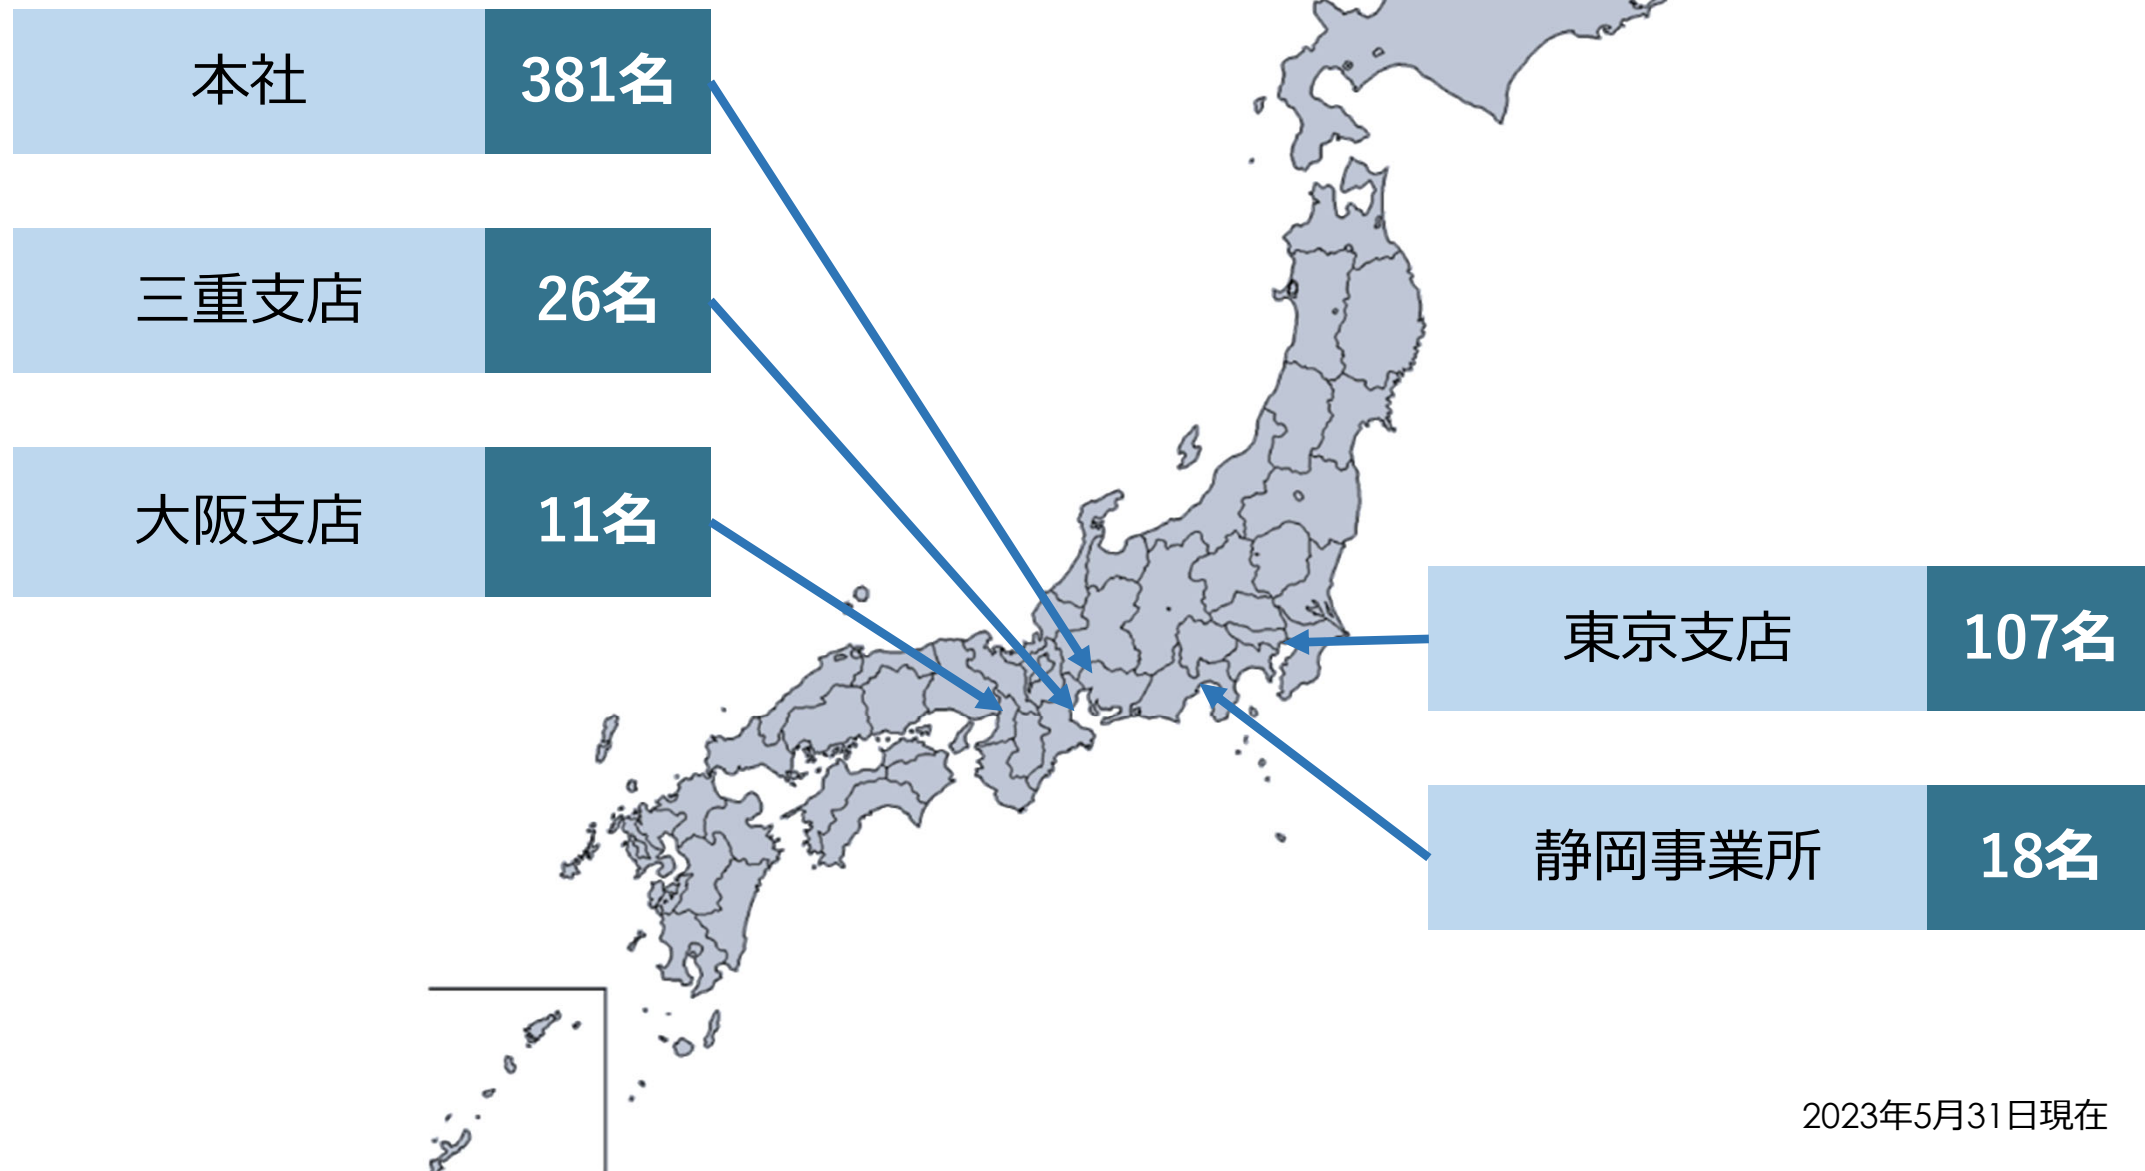 本社 381名
三重支店 26名
大阪支店 11名
東京支店 107名
静岡事業所 18名
2023年5月31日現在